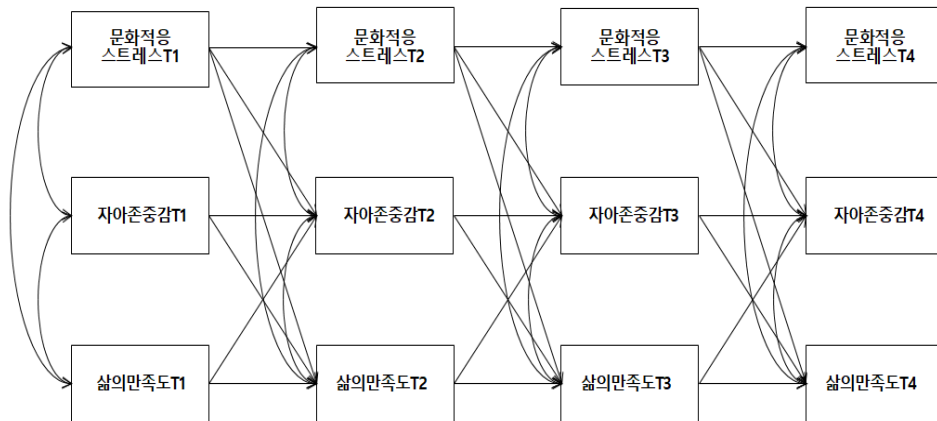 문화적응
스트레스T1
문화적응
스트레스T2
문화적응
스트레스T3
문화적응
스트레스T4
자아존중감T1
자아존중감T2
자아존중감T3
자아존중감T4
삶의만족도T1
삶의만족도T2
삶의만족도T3
삶의만족도T4